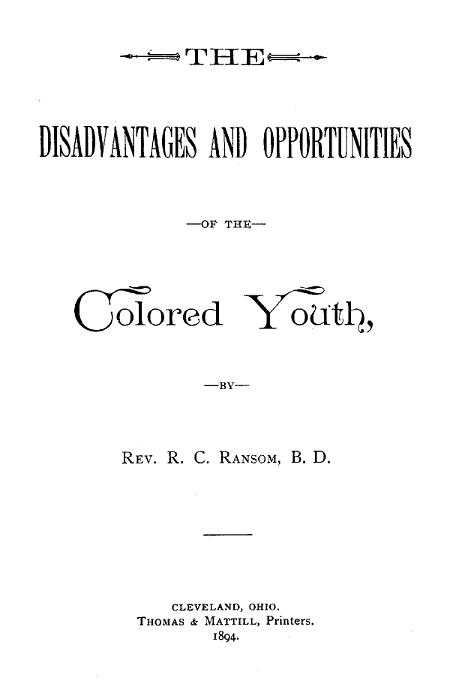 THE
DISADVANTAGES AND OPPORTUNITIES
—OF THE—
Colored Youth,
—BY—
REV. R. C. RANSOM, B. D.
CLEVELAND, OHIO.
THOMAS & MATTILL, Printers.
1894.